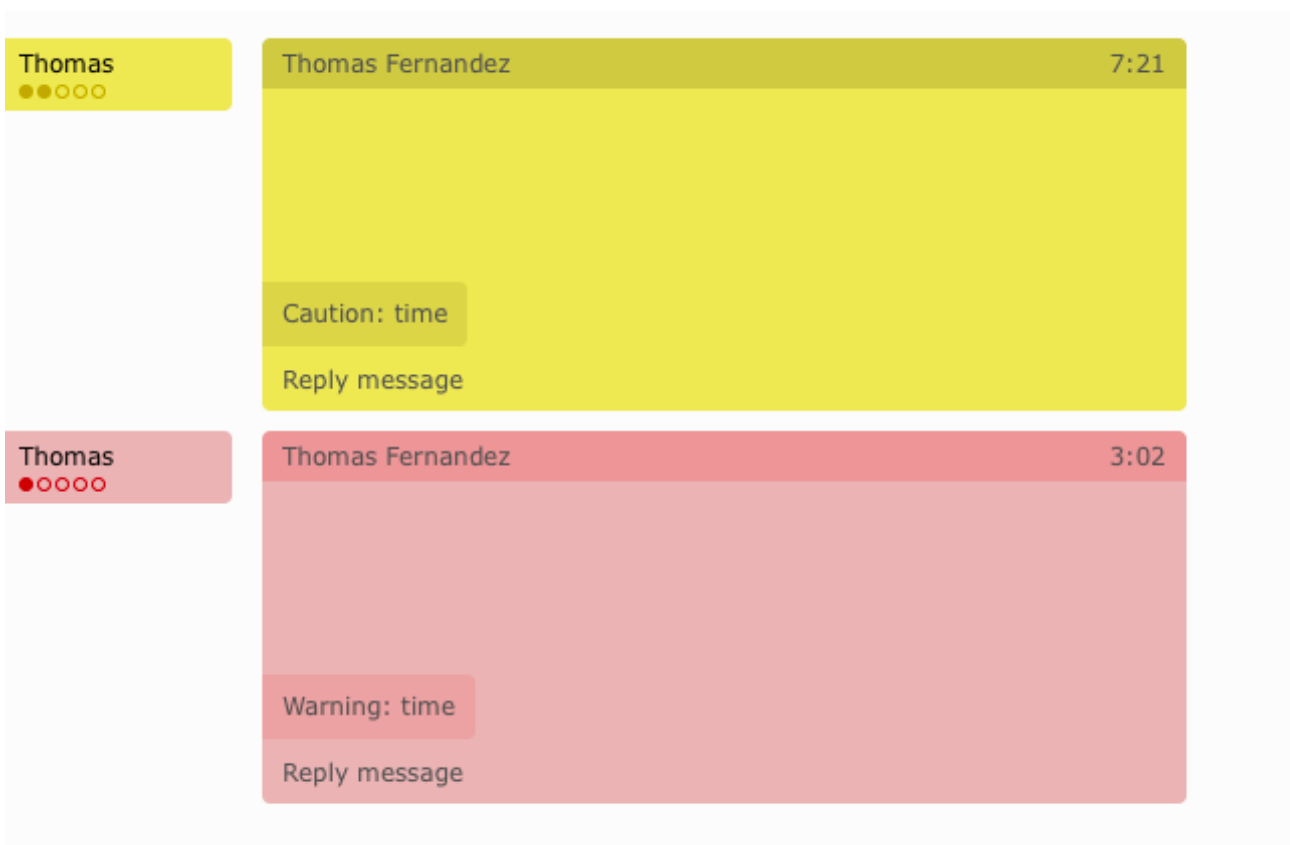 Thomas
Thomas Fernandez 7:21
Caution: time
Reply message
Thomas
Thomas Fernandez 3:02
Warning: time
Reply message